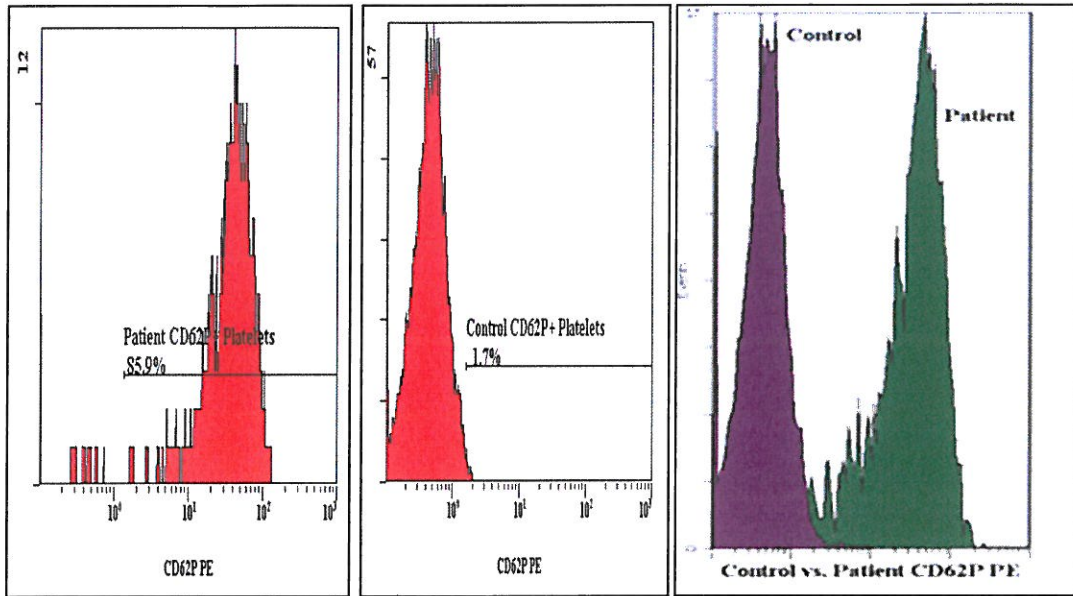 12
Patient CD62P+ Platelets
85.9%
10⁰
10¹
10²
10³
CD62P PE
57
Control CD62P+ Platelets
1.7%
10⁰
10¹
10²
10³
CD62P PE
Control
Patient
0
Control vs. Patient CD62P PE